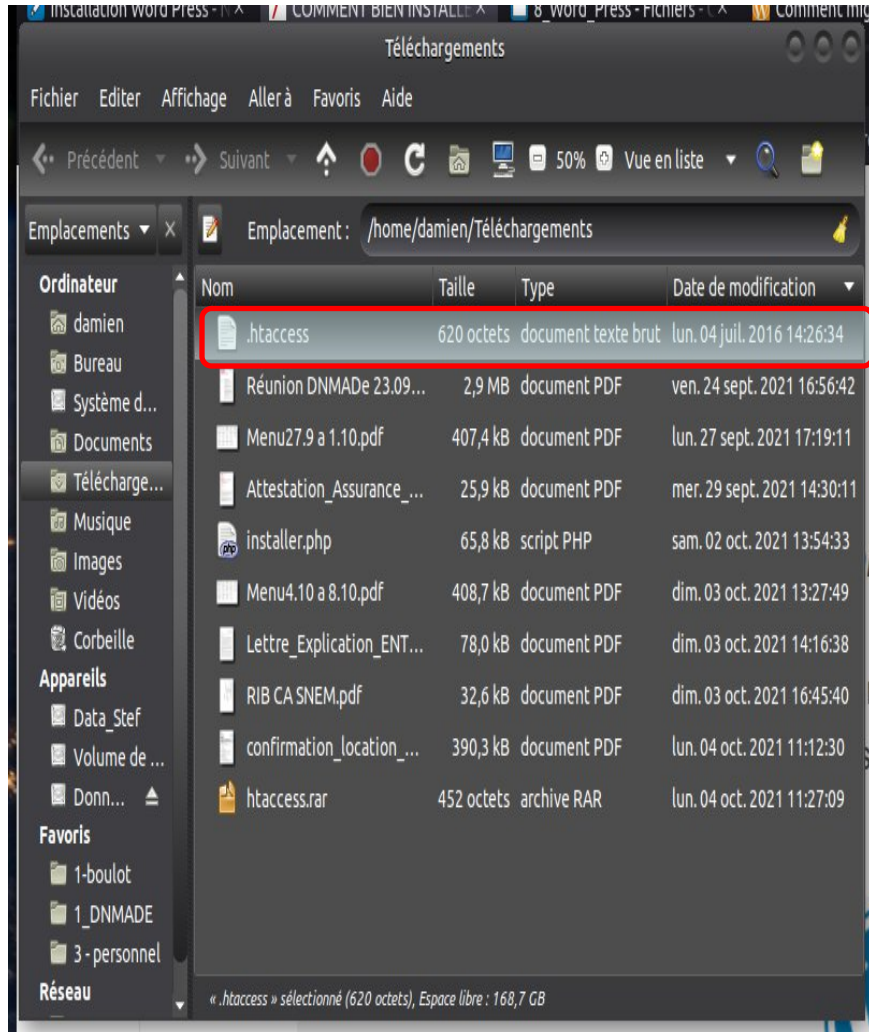 Installation Word Press - N
COMMENT BIEN INSTALLE
8_Word_Press - Fichiers - C
Comment mig
Téléchargements
Fichier Editer Affichage Aller à Favoris Aide
Précédent Suivant 50% Vue en liste
Emplacements Emplacement : /home/damien/Téléchargements
Ordinateur
damien
Bureau
Système d...
Documents
Télécharge...
Musique
Images
Vidéos
Corbeille
Appareils
Data_Stef
Volume de ...
Donn...
Favoris
1-boulot
1_DNMADE
3 - personnel
Réseau
Nom Taille Type Date de modification
.htaccess 620 octets document texte brut lun. 04 juil. 2016 14:26:34
Réunion DNMADe 23.09... 2,9 MB document PDF ven. 24 sept. 2021 16:56:42
Menu27.9 a 1.10.pdf 407,4 kB document PDF lun. 27 sept. 2021 17:19:11
Attestation_Assurance_... 25,9 kB document PDF mer. 29 sept. 2021 14:30:11
installer.php 65,8 kB script PHP sam. 02 oct. 2021 13:54:33
Menu4.10 a 8.10.pdf 408,7 kB document PDF dim. 03 oct. 2021 13:27:49
Lettre_Explication_ENT... 78,0 kB document PDF dim. 03 oct. 2021 14:16:38
RIB CA SNEM.pdf 32,6 kB document PDF dim. 03 oct. 2021 16:45:40
confirmation_location_... 390,3 kB document PDF lun. 04 oct. 2021 11:12:30
htaccess.rar 452 octets archive RAR lun. 04 oct. 2021 11:27:09
« .htaccess » sélectionné (620 octets), Espace libre : 168,7 GB